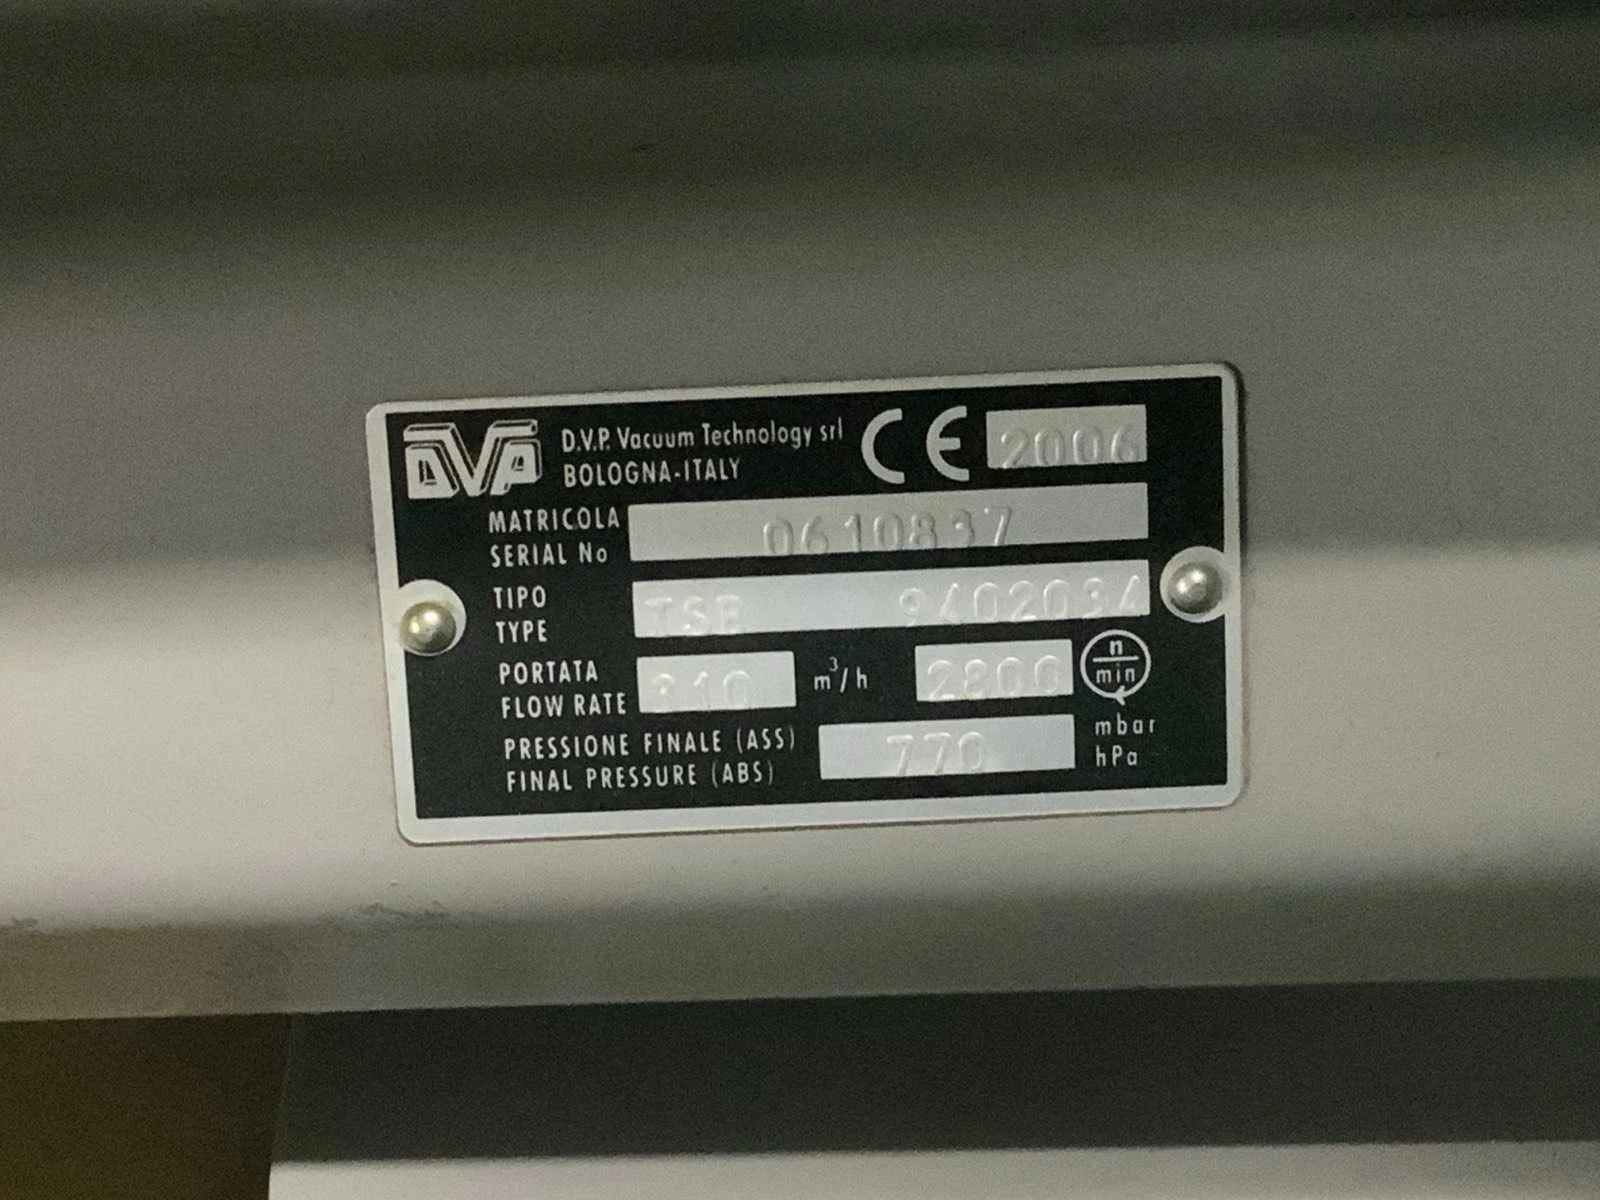 DVP D.V.P. Vacuum Technology srl CE 2006
BOLOGNA-ITALY
MATRICOLA 0610837
SERIAL No
TIPO TSB 9402034
TYPE
PORTATA 310 m³/h 2800 n/min
FLOW RATE
PRESSIONE FINALE (ASS) 770 mbar
FINAL PRESSURE (ABS) hPa